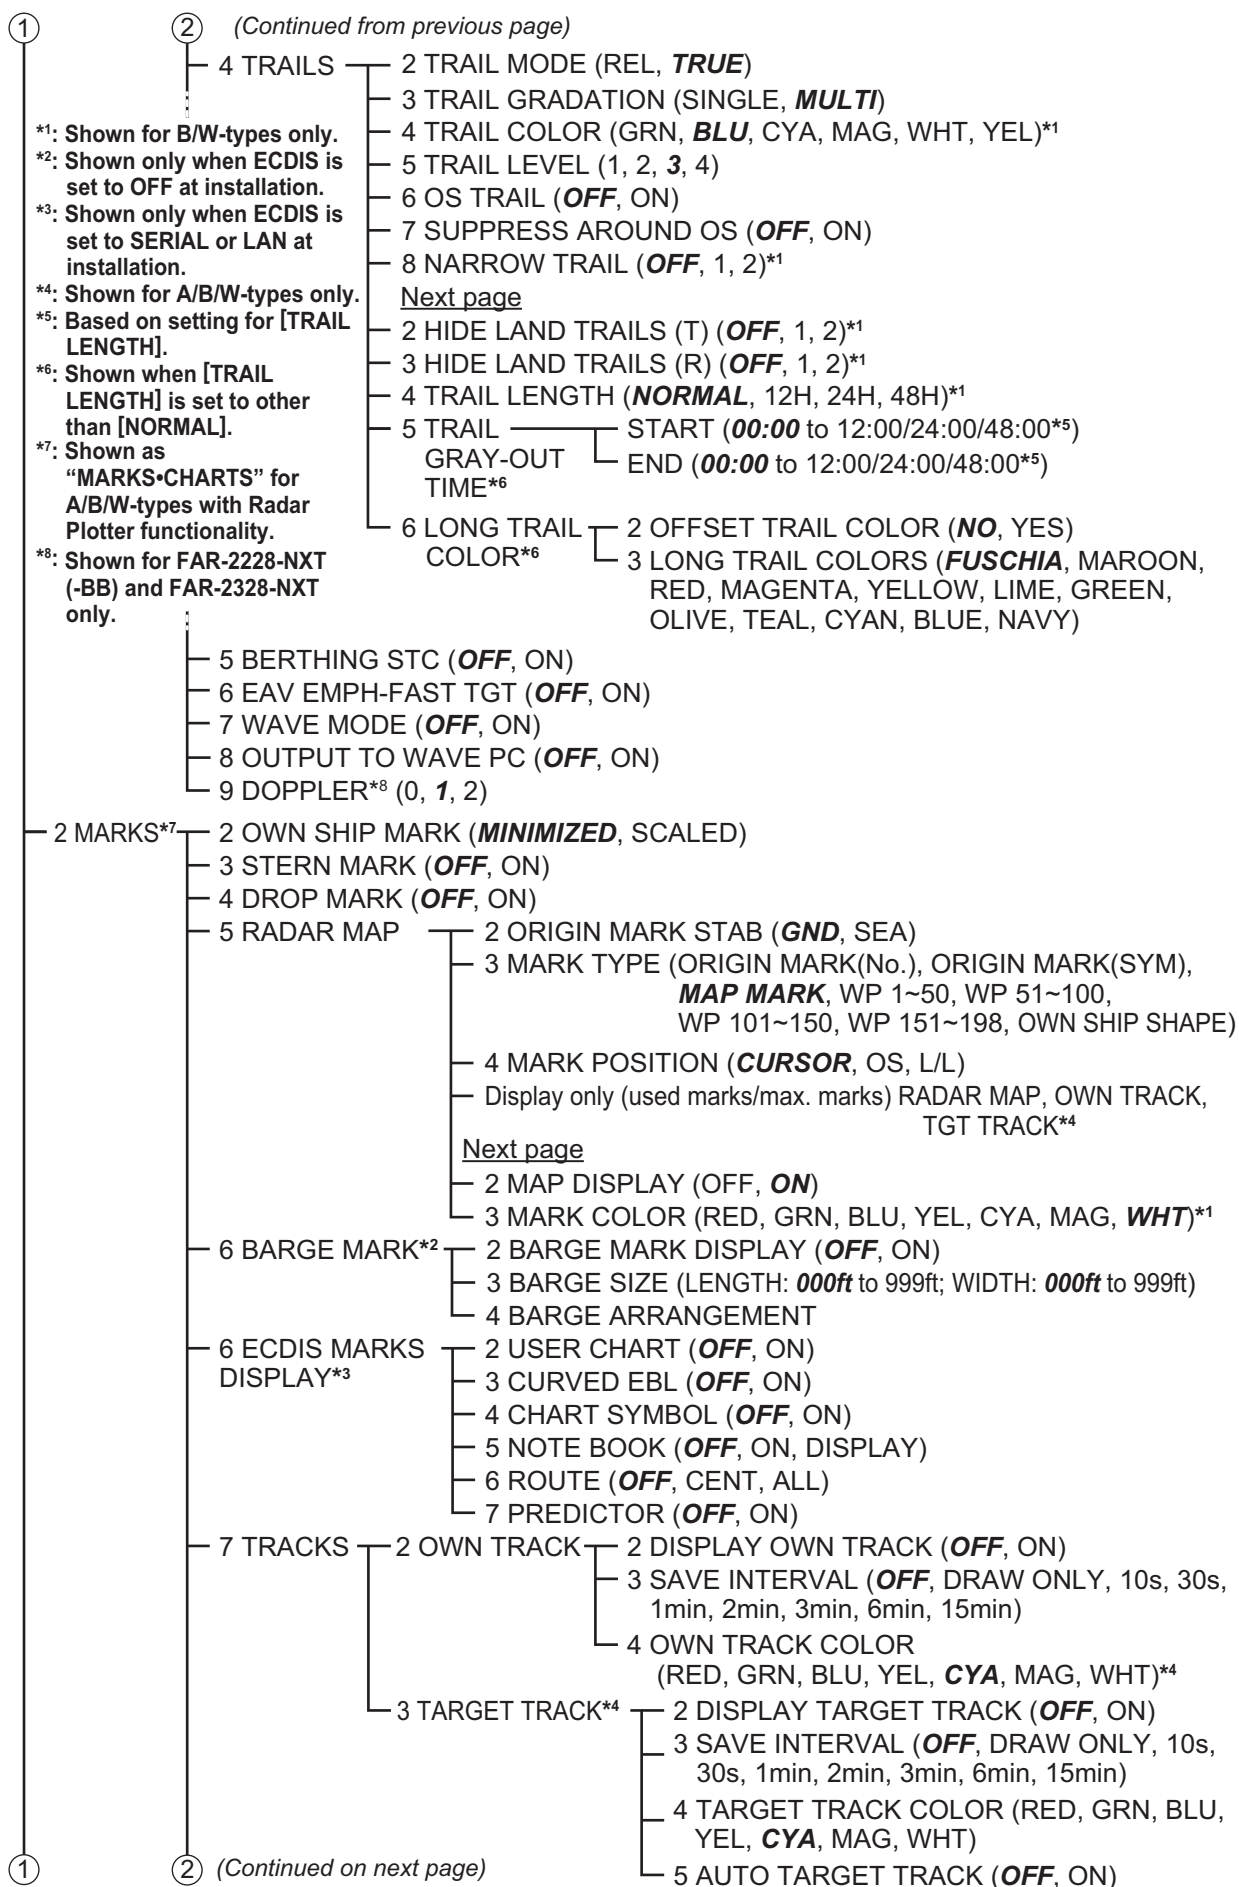 ① ② (Continued from previous page)
4 TRAILS
2 TRAIL MODE (REL, TRUE)
3 TRAIL GRADATION (SINGLE, MULTI)
4 TRAIL COLOR (GRN, BLU, CYA, MAG, WHT, YEL)*1
5 TRAIL LEVEL (1, 2, 3, 4)
6 OS TRAIL (OFF, ON)
7 SUPPRESS AROUND OS (OFF, ON)
8 NARROW TRAIL (OFF, 1, 2)*1
Next page
2 HIDE LAND TRAILS (T) (OFF, 1, 2)*1
3 HIDE LAND TRAILS (R) (OFF, 1, 2)*1
4 TRAIL LENGTH (NORMAL, 12H, 24H, 48H)*1
5 TRAIL
GRAY-OUT
TIME*6
START (00:00 to 12:00/24:00/48:00*5)
END (00:00 to 12:00/24:00/48:00*5)
6 LONG TRAIL
COLOR*6
2 OFFSET TRAIL COLOR (NO, YES)
3 LONG TRAIL COLORS (FUSCHIA, MAROON,
RED, MAGENTA, YELLOW, LIME, GREEN,
OLIVE, TEAL, CYAN, BLUE, NAVY)
*1: Shown for B/W-types only.
*2: Shown only when ECDIS is
set to OFF at installation.
*3: Shown only when ECDIS is
set to SERIAL or LAN at
installation.
*4: Shown for A/B/W-types only.
*5: Based on setting for [TRAIL
LENGTH].
*6: Shown when [TRAIL
LENGTH] is set to other
than [NORMAL].
*7: Shown as
“MARKS•CHARTS” for
A/B/W-types with Radar
Plotter functionality.
*8: Shown for FAR-2228-NXT
(-BB) and FAR-2328-NXT
only.
5 BERTHING STC (OFF, ON)
6 EAV EMPH-FAST TGT (OFF, ON)
7 WAVE MODE (OFF, ON)
8 OUTPUT TO WAVE PC (OFF, ON)
9 DOPPLER*8 (0, 1, 2)
2 MARKS*7
2 OWN SHIP MARK (MINIMIZED, SCALED)
3 STERN MARK (OFF, ON)
4 DROP MARK (OFF, ON)
5 RADAR MAP
2 ORIGIN MARK STAB (GND, SEA)
3 MARK TYPE (ORIGIN MARK(No.), ORIGIN MARK(SYM),
MAP MARK, WP 1~50, WP 51~100,
WP 101~150, WP 151~198, OWN SHIP SHAPE)
4 MARK POSITION (CURSOR, OS, L/L)
Display only (used marks/max. marks) RADAR MAP, OWN TRACK,
TGT TRACK*4
Next page
2 MAP DISPLAY (OFF, ON)
3 MARK COLOR (RED, GRN, BLU, YEL, CYA, MAG, WHT)*1
6 BARGE MARK*2
2 BARGE MARK DISPLAY (OFF, ON)
3 BARGE SIZE (LENGTH: 000ft to 999ft; WIDTH: 000ft to 999ft)
4 BARGE ARRANGEMENT
6 ECDIS MARKS
DISPLAY*3
2 USER CHART (OFF, ON)
3 CURVED EBL (OFF, ON)
4 CHART SYMBOL (OFF, ON)
5 NOTE BOOK (OFF, ON, DISPLAY)
6 ROUTE (OFF, CENT, ALL)
7 PREDICTOR (OFF, ON)
7 TRACKS
2 OWN TRACK
2 DISPLAY OWN TRACK (OFF, ON)
3 SAVE INTERVAL (OFF, DRAW ONLY, 10s, 30s,
1min, 2min, 3min, 6min, 15min)
4 OWN TRACK COLOR
(RED, GRN, BLU, YEL, CYA, MAG, WHT)*4
3 TARGET TRACK*4
2 DISPLAY TARGET TRACK (OFF, ON)
3 SAVE INTERVAL (OFF, DRAW ONLY, 10s,
30s, 1min, 2min, 3min, 6min, 15min)
4 TARGET TRACK COLOR (RED, GRN, BLU,
YEL, CYA, MAG, WHT)
5 AUTO TARGET TRACK (OFF, ON)
① ② (Continued on next page)